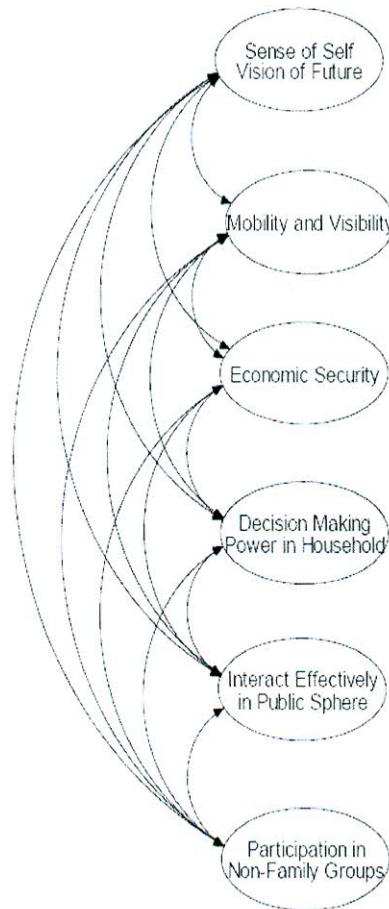 Sense of Self
Vision of Future
Mobility and Visibility
Economic Security
Decision Making
Power in Household
Interact Effectively
in Public Sphere
Participation in
Non-Family Groups